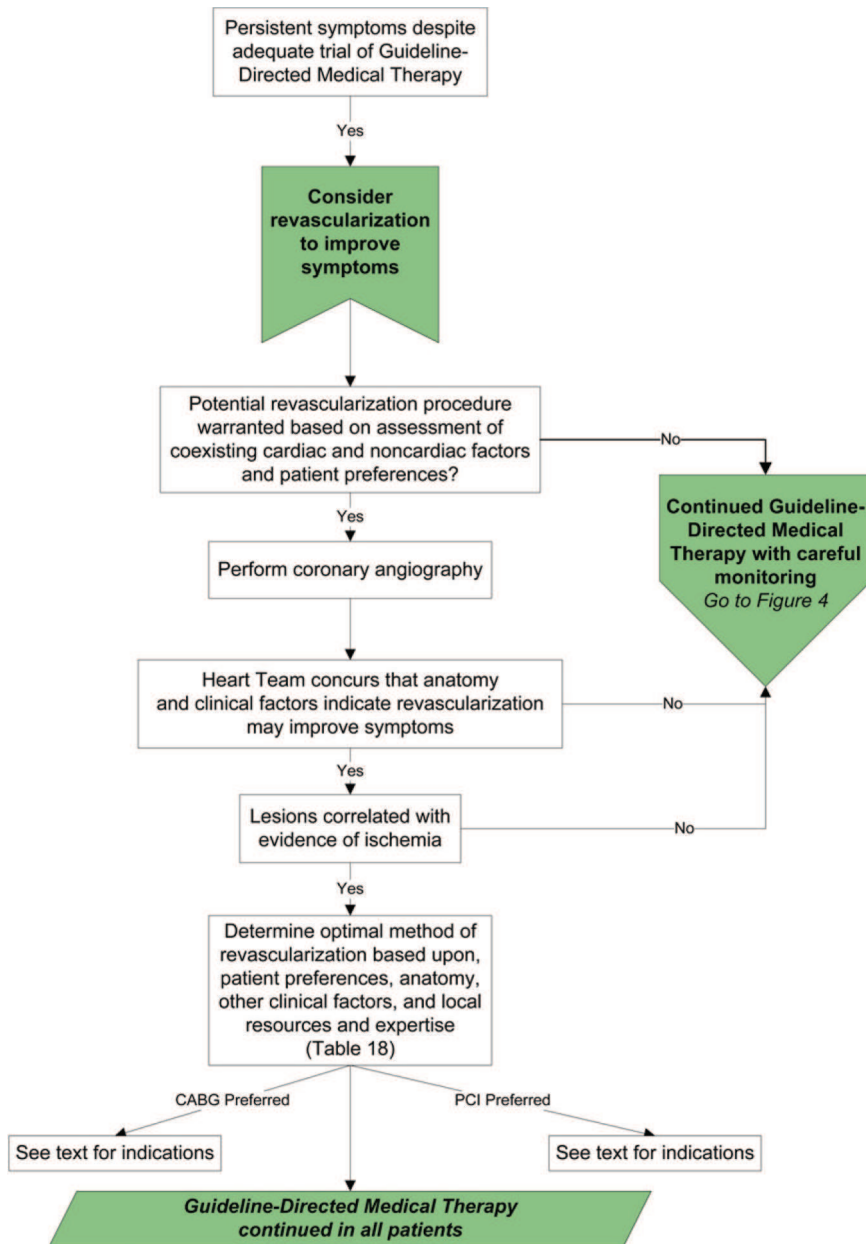 Persistent symptoms despite
adequate trial of Guideline-
Directed Medical Therapy
Yes
Consider
revascularization
to improve
symptoms
Potential revascularization procedure
warranted based on assessment of
coexisting cardiac and noncardiac factors
and patient preferences?
No
Continued Guideline-
Directed Medical
Therapy with careful
monitoring
Go to Figure 4
Yes
Perform coronary angiography
Heart Team concurs that anatomy
and clinical factors indicate revascularization
may improve symptoms
No
Yes
Lesions correlated with
evidence of ischemia
No
Yes
Determine optimal method of
revascularization based upon,
patient preferences, anatomy,
other clinical factors, and local
resources and expertise
(Table 18)
CABG Preferred
PCI Preferred
See text for indications
See text for indications
Guideline-Directed Medical Therapy
continued in all patients